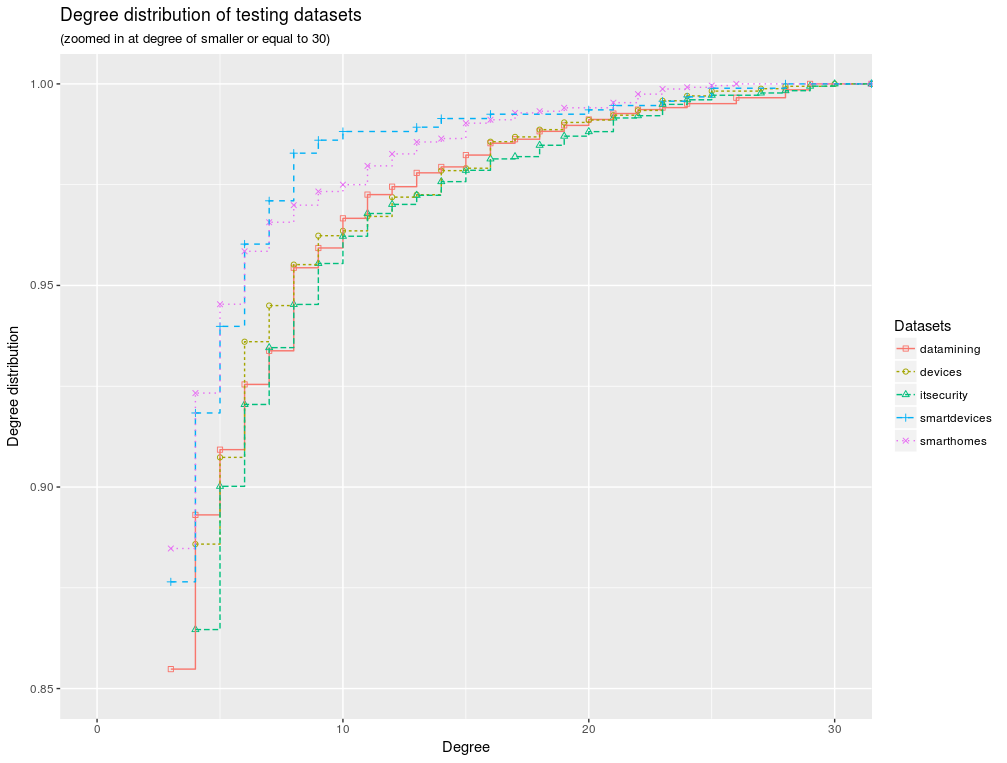 Degree distribution of testing datasets
(zoomed in at degree of smaller or equal to 30)
Degree distribution
1.00
0.95
0.90
0.85
0
10
20
30
Degree
Datasets
datamining
devices
itsecurity
smartdevices
smarthomes